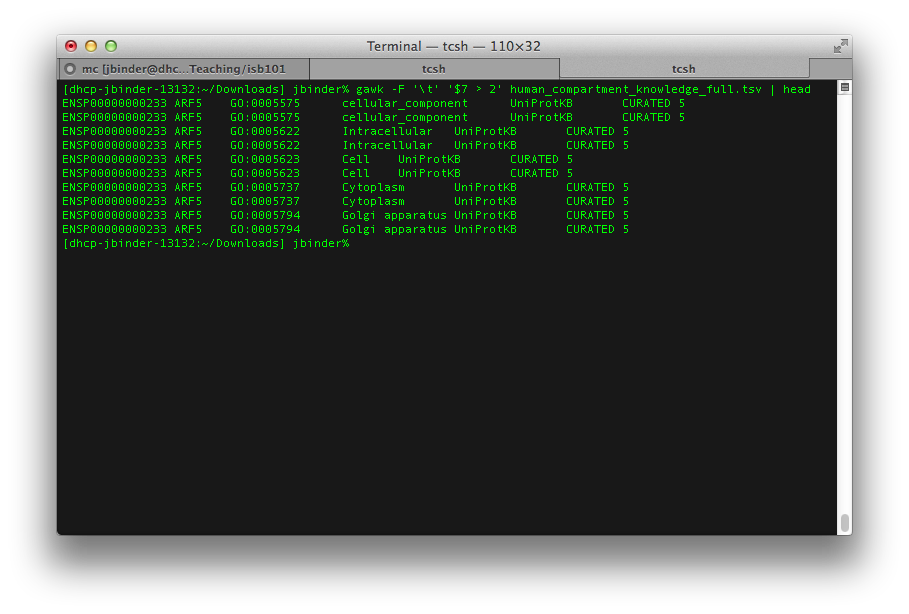 Terminal — tcsh — 110×32
mc [jbinder@dhc...Teaching/isb101 tcsh tcsh
[dhcp-jbinder-13132:~/Downloads] jbinder% gawk -F '\t' '$7 > 2' human_compartment_knowledge_full.tsv | head
ENSP00000000233 ARF5 GO:0005575 cellular_component UniProtKB CURATED 5
ENSP00000000233 ARF5 GO:0005575 cellular_component UniProtKB CURATED 5
ENSP00000000233 ARF5 GO:0005622 Intracellular UniProtKB CURATED 5
ENSP00000000233 ARF5 GO:0005622 Intracellular UniProtKB CURATED 5
ENSP00000000233 ARF5 GO:0005623 Cell UniProtKB CURATED 5
ENSP00000000233 ARF5 GO:0005623 Cell UniProtKB CURATED 5
ENSP00000000233 ARF5 GO:0005737 Cytoplasm UniProtKB CURATED 5
ENSP00000000233 ARF5 GO:0005737 Cytoplasm UniProtKB CURATED 5
ENSP00000000233 ARF5 GO:0005794 Golgi apparatus UniProtKB CURATED 5
ENSP00000000233 ARF5 GO:0005794 Golgi apparatus UniProtKB CURATED 5
[dhcp-jbinder-13132:~/Downloads] jbinder%